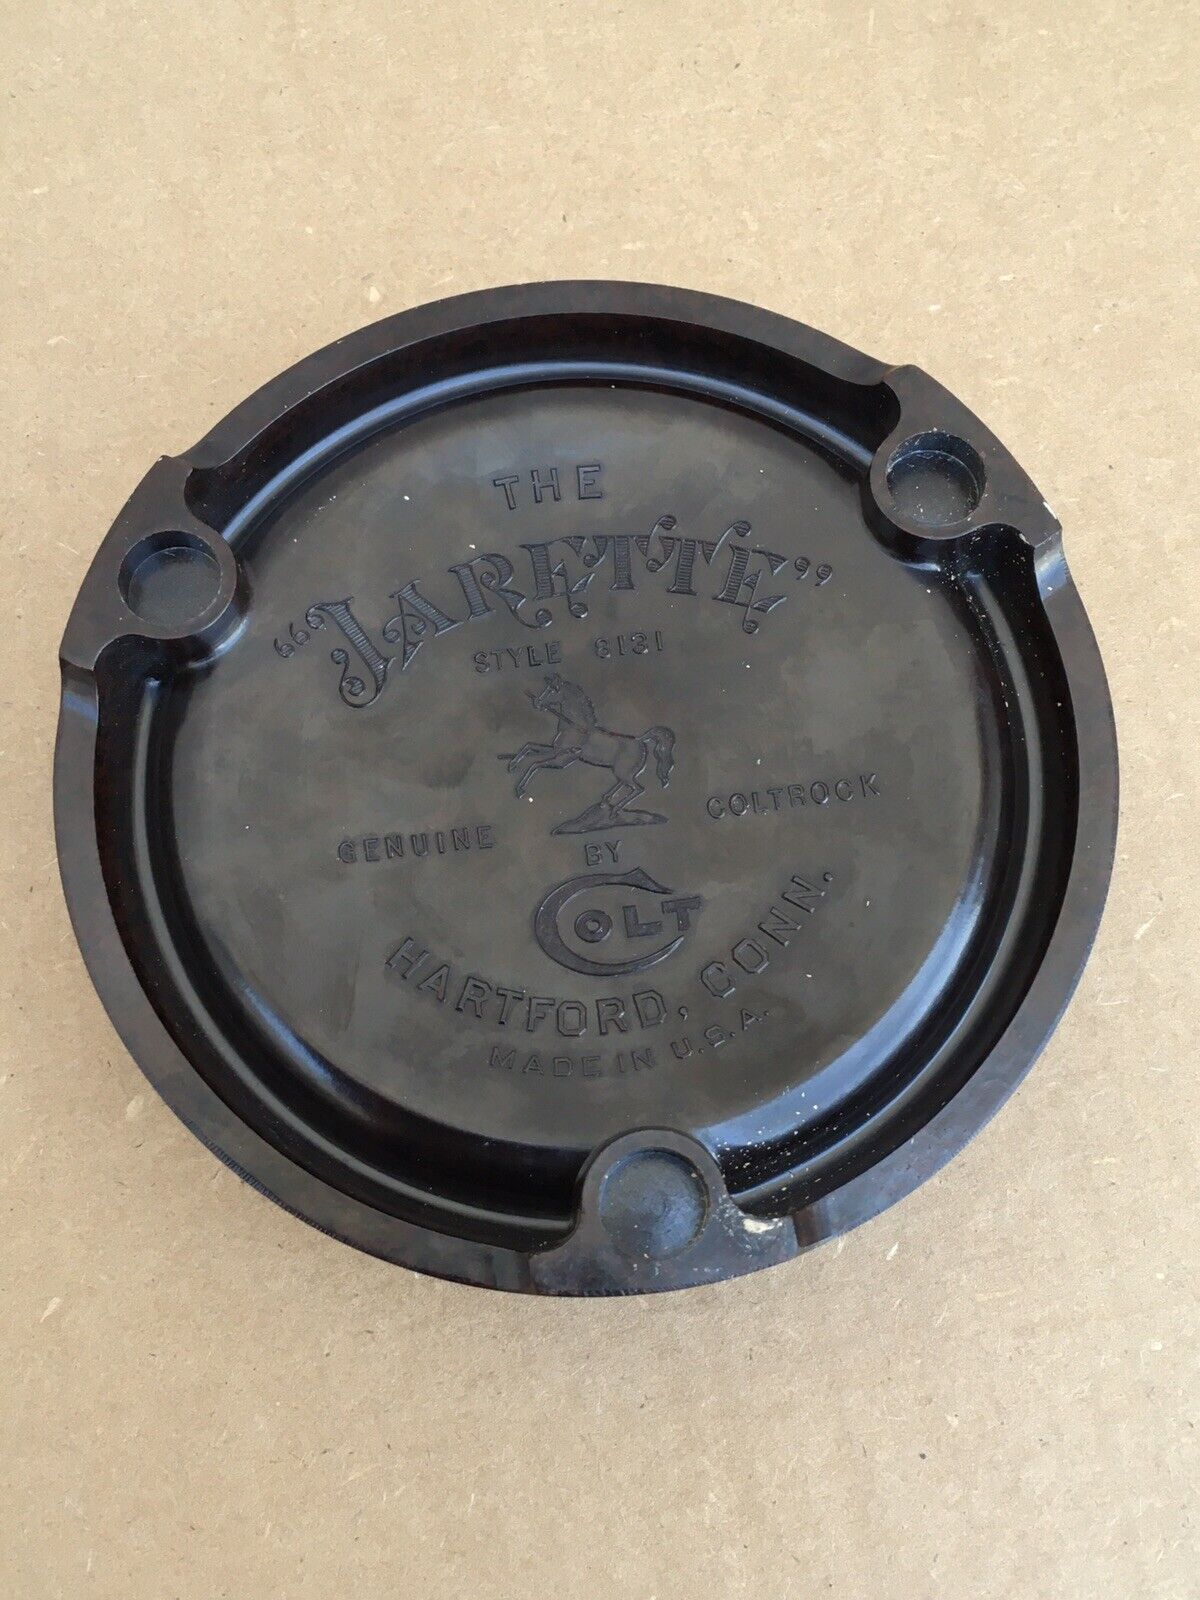 THE
"JARETTE"
STYLE 8131
GENUINE
COLTROCK
BY
COLT
HARTFORD, CONN.
MADE IN U.S.A.